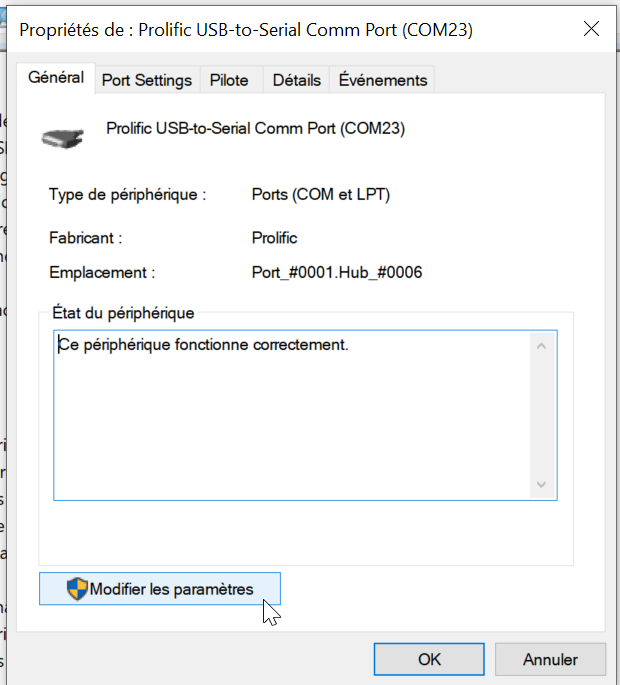 Propriétés de : Prolific USB-to-Serial Comm Port (COM23)
Général Port Settings Pilote Détails Événements
Prolific USB-to-Serial Comm Port (COM23)
Type de périphérique : Ports (COM et LPT)
Fabricant : Prolific
Emplacement : Port_#0001.Hub_#0006
État du périphérique
Ce périphérique fonctionne correctement.
Modifier les paramètres
OK Annuler